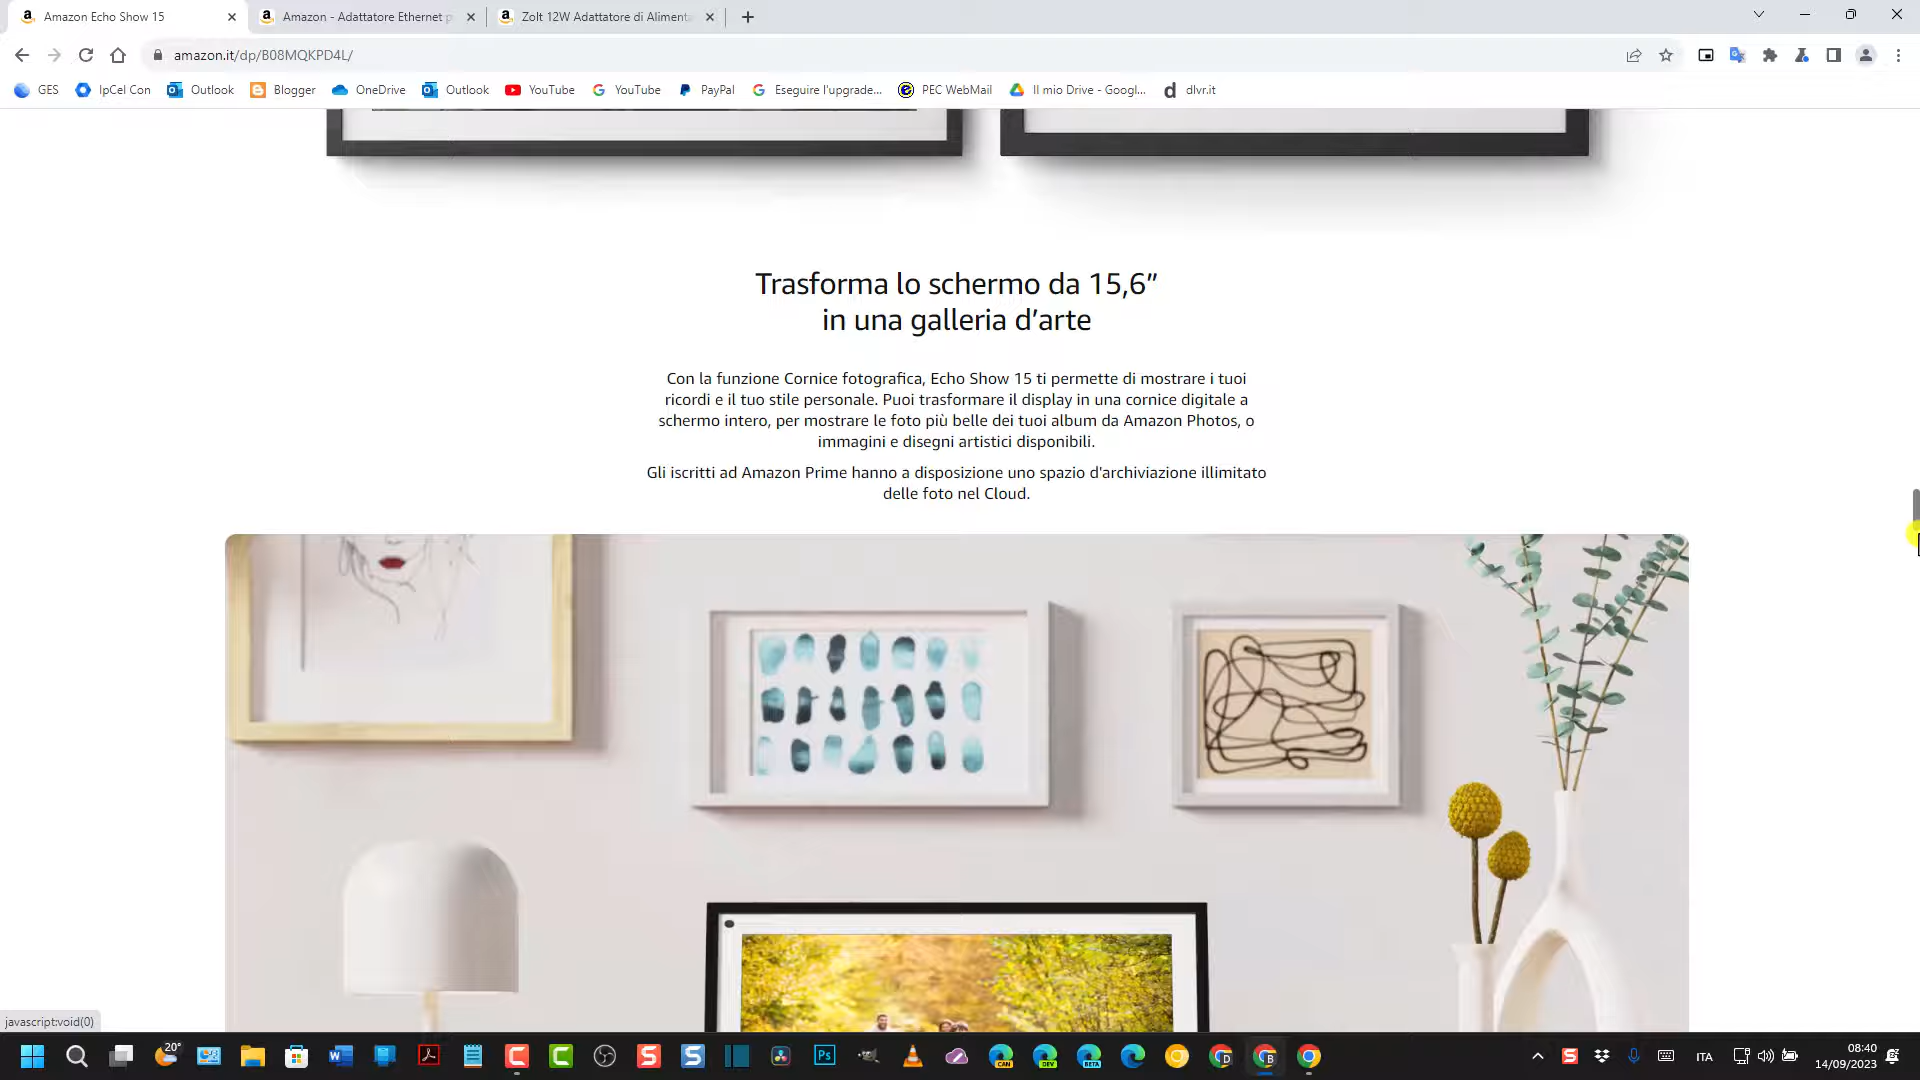 Amazon Echo Show 15
Amazon - Adattatore Ethernet p
Zolt 12W Adattatore di Aliment
amazon.it/dp/B08MQKPD4L/
GES
IpCel Con
Outlook
Blogger
OneDrive
Outlook
YouTube
YouTube
PayPal
Eseguire l'upgrade...
PEC WebMail
Il mio Drive - Googl...
dlvr.it
Trasforma lo schermo da 15,6”
in una galleria d’arte
Con la funzione Cornice fotografica, Echo Show 15 ti permette di mostrare i tuoi
ricordi e il tuo stile personale. Puoi trasformare il display in una cornice digitale a
schermo intero, per mostrare le foto più belle dei tuoi album da Amazon Photos, o
immagini e disegni artistici disponibili.
Gli iscritti ad Amazon Prime hanno a disposizione uno spazio d'archiviazione illimitato
delle foto nel Cloud.
javascript:void(0)
20°
CAN
DEV
BETA
ITA
08:40
14/09/2023